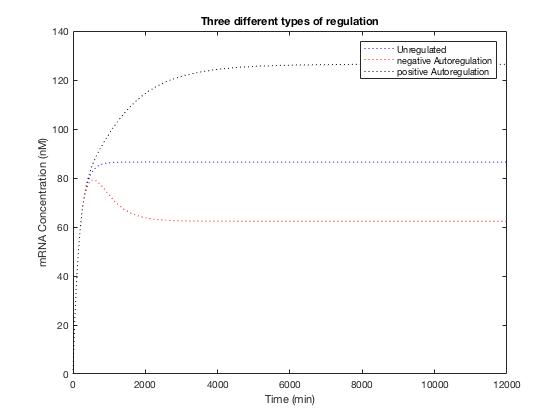 Three different types of regulation
140
120
100
80
60
40
20
0
mRNA Concentration (nM)
Unregulated
negative Autoregulation
positive Autoregulation
0 2000 4000 6000 8000 10000 12000
Time (min)